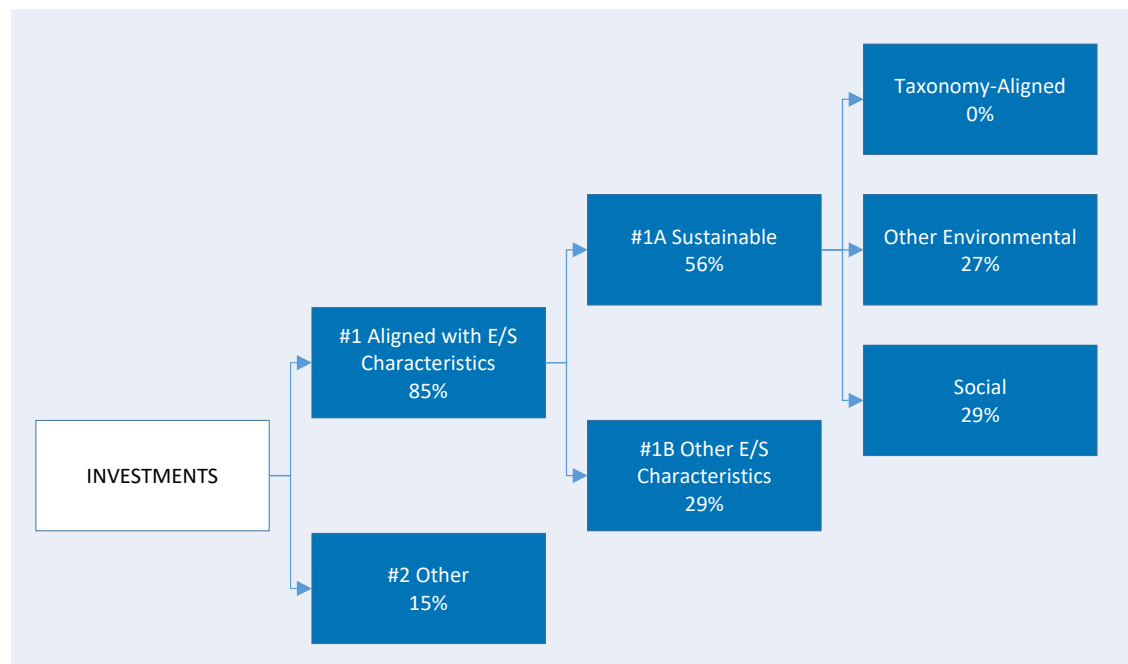 INVESTMENTS
#1 Aligned with E/S
Characteristics
85%
#2 Other
15%
#1A Sustainable
56%
#1B Other E/S
Characteristics
29%
Taxonomy-Aligned
0%
Other Environmental
27%
Social
29%